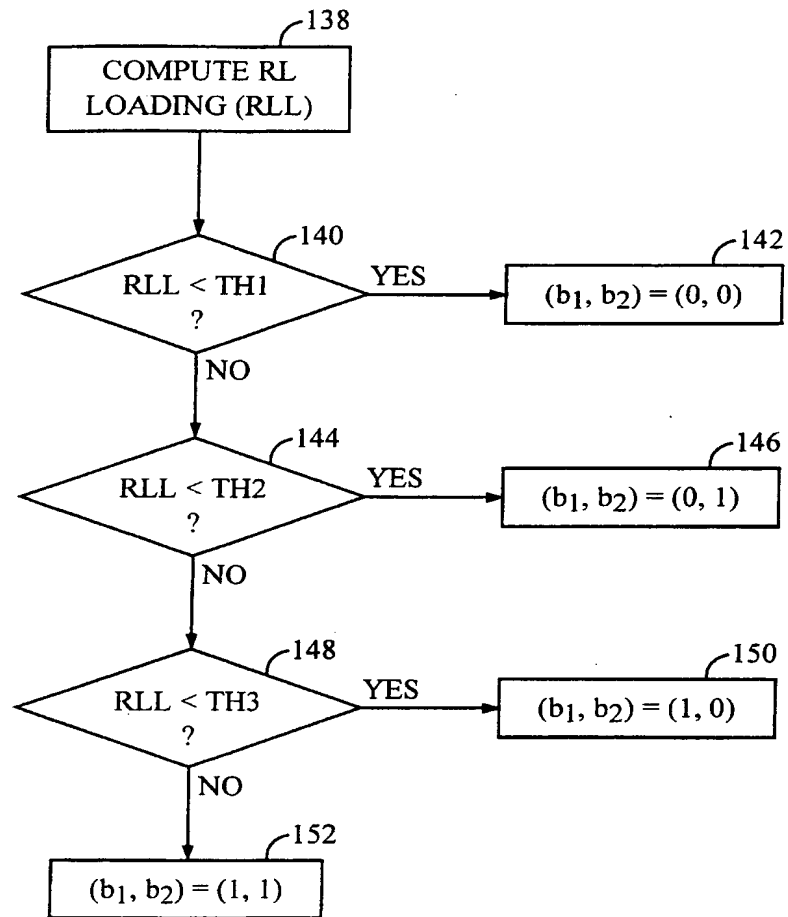 138
COMPUTE RL
LOADING (RLL)
140
RLL < TH1
?
YES
142
(b₁, b₂) = (0, 0)
NO
144
RLL < TH2
?
YES
146
(b₁, b₂) = (0, 1)
NO
148
RLL < TH3
?
YES
150
(b₁, b₂) = (1, 0)
NO
152
(b₁, b₂) = (1, 1)